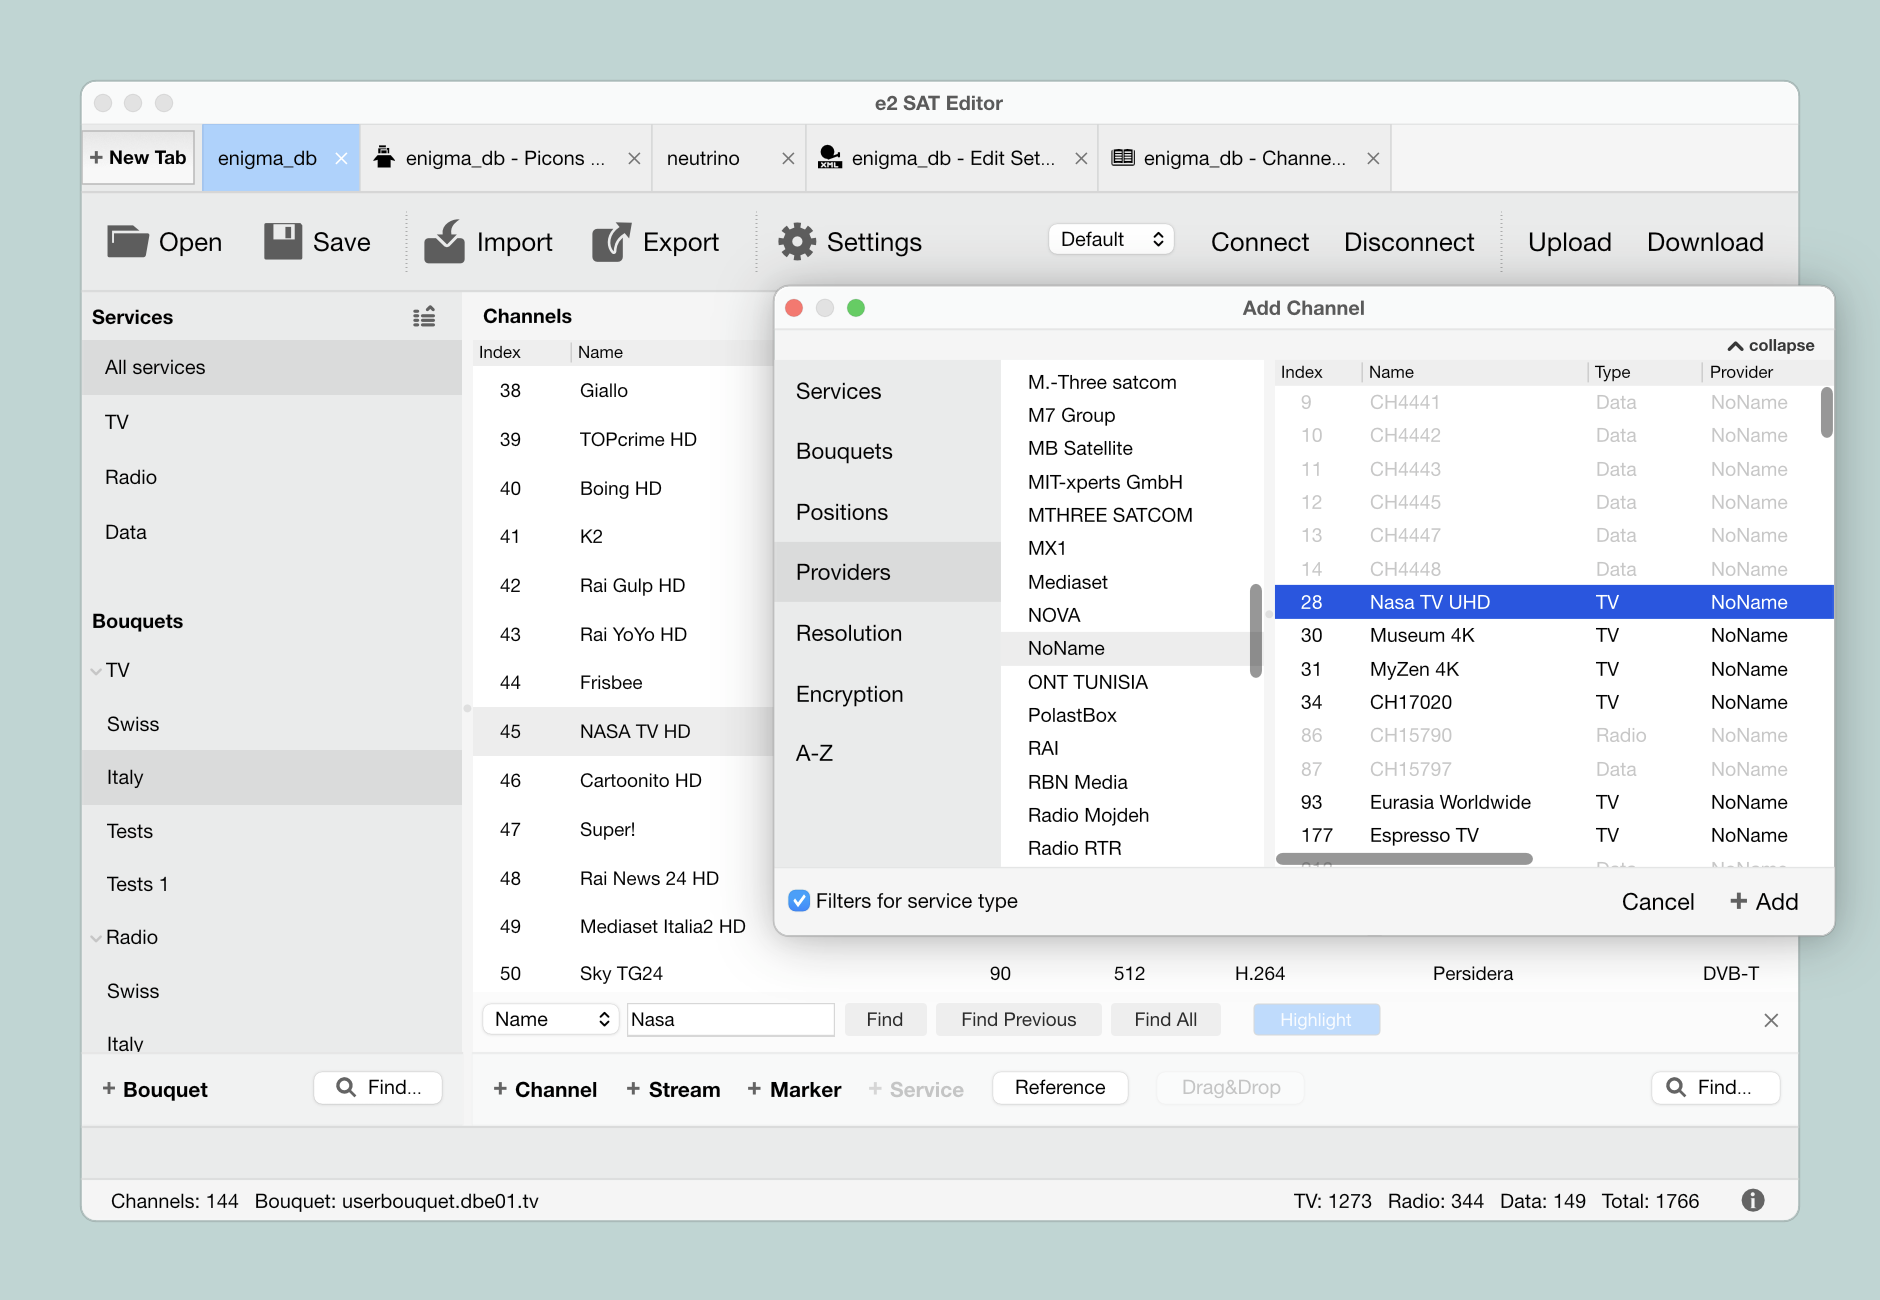 e2 SAT Editor
+ New Tab
enigma_db
enigma_db - Picons ...
neutrino
XML
enigma_db - Edit Set...
enigma_db - Channe...
Open
Save
Import
Export
Settings
Default
Connect
Disconnect
Upload
Download
Services
All services
TV
Radio
Data
Bouquets
TV
Swiss
Italy
Tests
Tests 1
Radio
Swiss
Italy
+ Bouquet
Find...
Channels
Index Name
38 Giallo
39 TOPcrime HD
40 Boing HD
41 K2
42 Rai Gulp HD
43 Rai YoYo HD
44 Frisbee
45 NASA TV HD
46 Cartoonito HD
47 Super!
48 Rai News 24 HD
49 Mediaset Italia2 HD
50 Sky TG24 90 512 H.264 Persidera DVB-T
Name
Nasa
Find
Find Previous
Find All
Highlight
+ Channel
+ Stream
+ Marker
+ Service
Reference
Drag&Drop
Find...
Add Channel
collapse
Services
Bouquets
Positions
Providers
Resolution
Encryption
A-Z
M.-Three satcom
M7 Group
MB Satellite
MIT-xperts GmbH
MTHREE SATCOM
MX1
Mediaset
NOVA
NoName
ONT TUNISIA
PolastBox
RAI
RBN Media
Radio Mojdeh
Radio RTR
Index Name Type Provider
9 CH4441 Data NoName
10 CH4442 Data NoName
11 CH4443 Data NoName
12 CH4445 Data NoName
13 CH4447 Data NoName
14 CH4448 Data NoName
28 Nasa TV UHD TV NoName
30 Museum 4K TV NoName
31 MyZen 4K TV NoName
34 CH17020 TV NoName
86 CH15790 Radio NoName
87 CH15797 Data NoName
93 Eurasia Worldwide TV NoName
177 Espresso TV TV NoName
Data NoName
Filters for service type
Cancel
+ Add
Channels: 144 Bouquet: userbouquet.dbe01.tv
TV: 1273 Radio: 344 Data: 149 Total: 1766